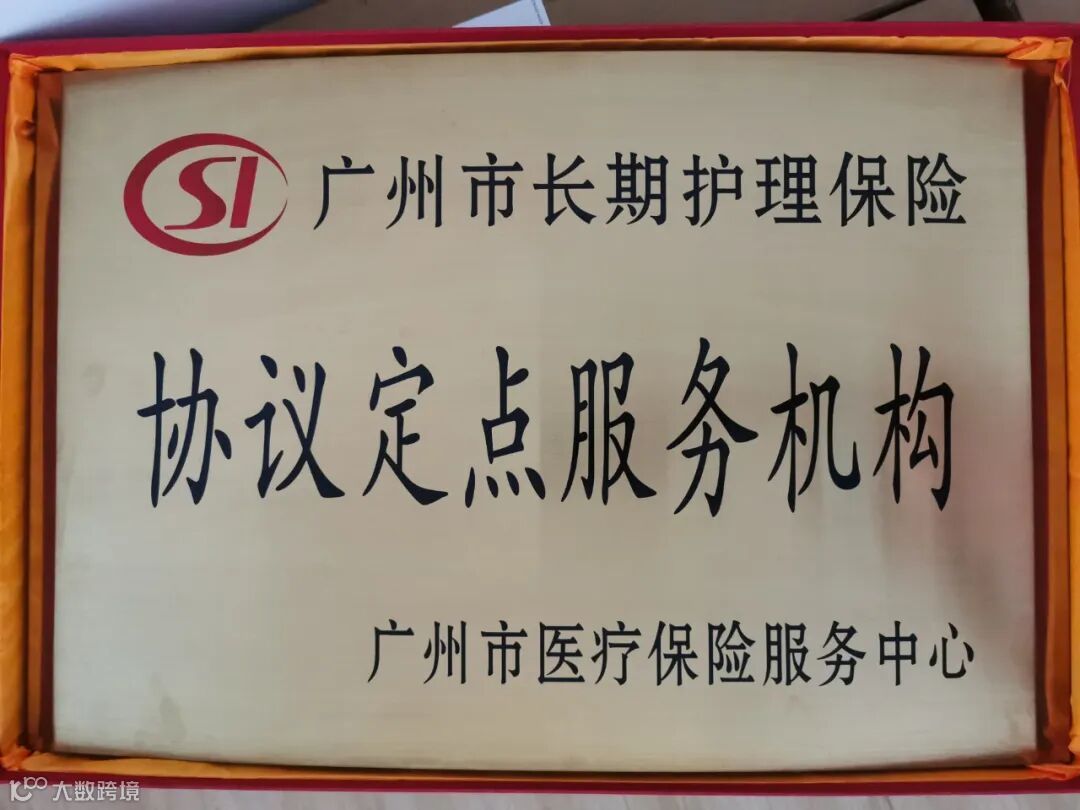 SI 广州市长期护理保险
协议定点服务机构
广州市医疗保险服务中心
大数跨境